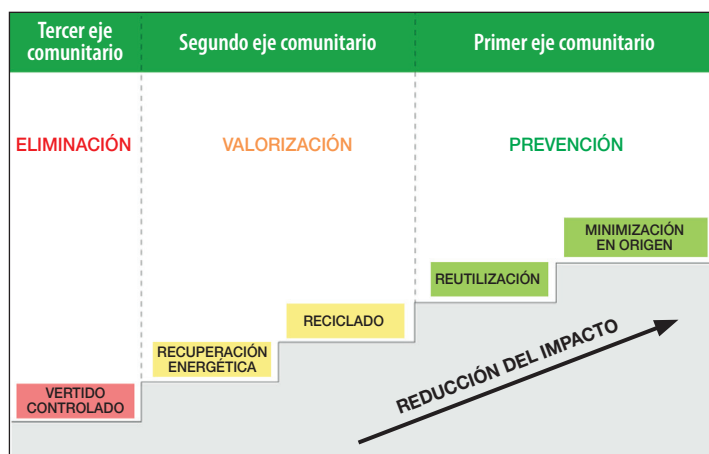 Tercer eje
comunitario
Segundo eje comunitario
Primer eje comunitario
ELIMINACIÓN
VALORIZACIÓN
PREVENCIÓN
MINIMIZACIÓN
EN ORIGEN
REUTILIZACIÓN
RECICLADO
RECUPERACIÓN
ENERGÉTICA
VERTIDO
CONTROLADO
REDUCCIÓN DEL IMPACTO